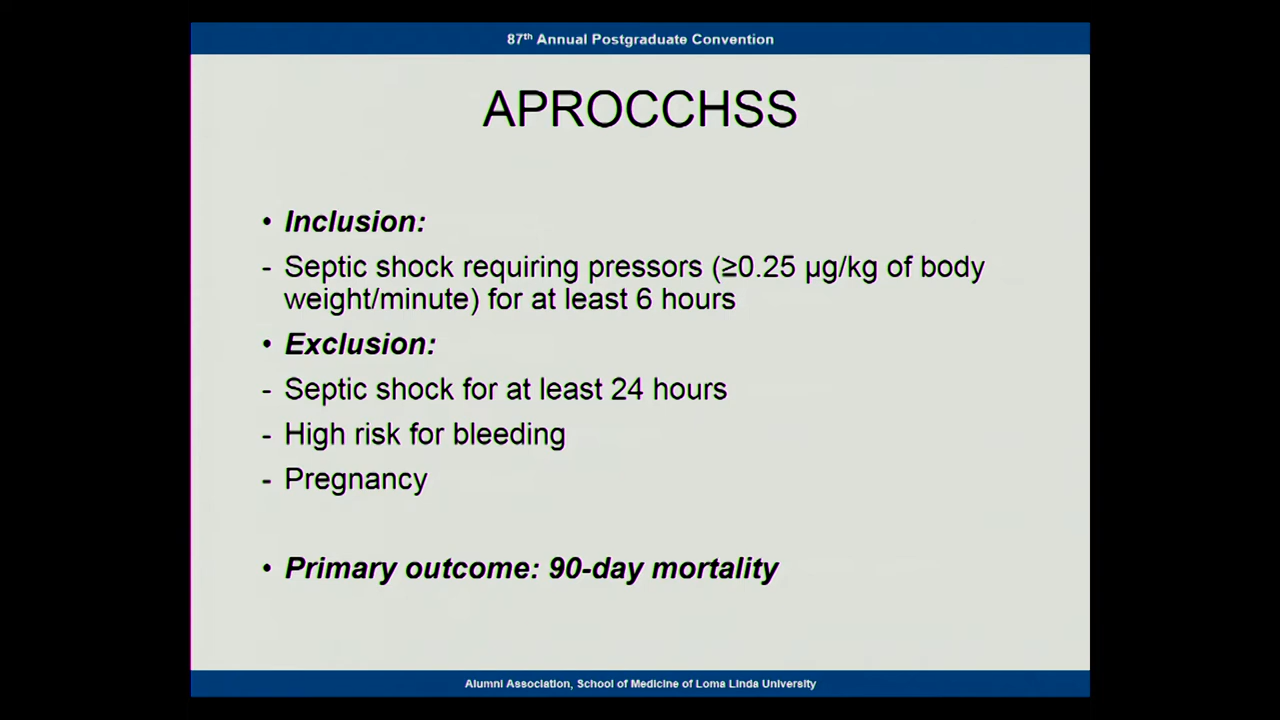 87th Annual Postgraduate Convention
APROCCHSS
• Inclusion:
- Septic shock requiring pressors (≥0.25 µg/kg of body
weight/minute) for at least 6 hours
• Exclusion:
- Septic shock for at least 24 hours
- High risk for bleeding
- Pregnancy
• Primary outcome: 90-day mortality
Alumni Association, School of Medicine of Loma Linda University